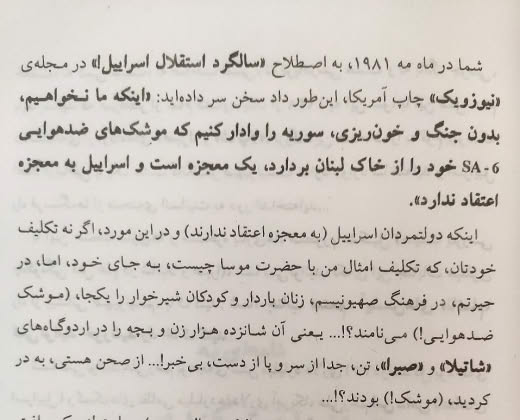 شما در ماه مه ۱۹۸۱، به اصطلاح «سالگرد استقلال اسراییل!» در مجله‌ی
«نیوزویک» چاپ آمریکا، این‌طور داد سخن سر داده‌اید: «اینکه ما نخواهیم،
بدون جنگ و خون‌ریزی، سوریه را وادار کنیم که موشک‌های ضدهوایی
SA-6 خود را از خاک لبنان بردارد، یک معجزه است و اسراییل به معجزه
اعتقاد ندارد».
اینکه دولتمردان اسراییل (به معجزه اعتقاد ندارند) و در این مورد، اگر نه تکلیف
خودتان، که تکلیف امثال من با حضرت موسا چیست، به جای خود، اما، در
حیرتم، در فرهنگ صهیونیسم، زنان باردار و کودکان شیرخوار را یکجا، (موشک
ضدهوایی!) می‌نامند؟!... یعنی آن شانزده هزار زن و بچه را در اردوگاه‌های
«شاتیلا» و «صبرا»، تن، جدا از سر و پا از دست، بی‌خبر!... از صحن هستی، به در
کردید، (موشک!) بودند؟!...